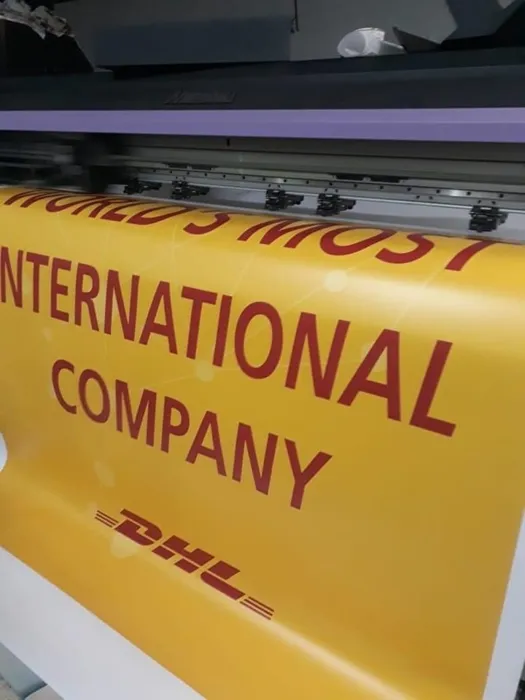 WORLD'S MOST
INTERNATIONAL
COMPANY
DHL